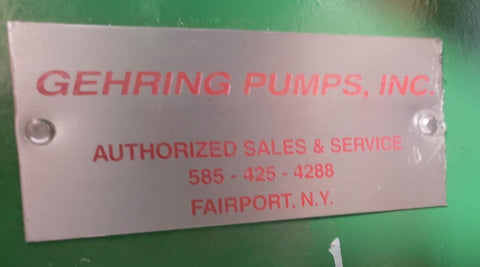 GEHRING PUMPS, INC.
AUTHORIZED SALES & SERVICE
585 - 425 - 4288
FAIRPORT, N.Y.